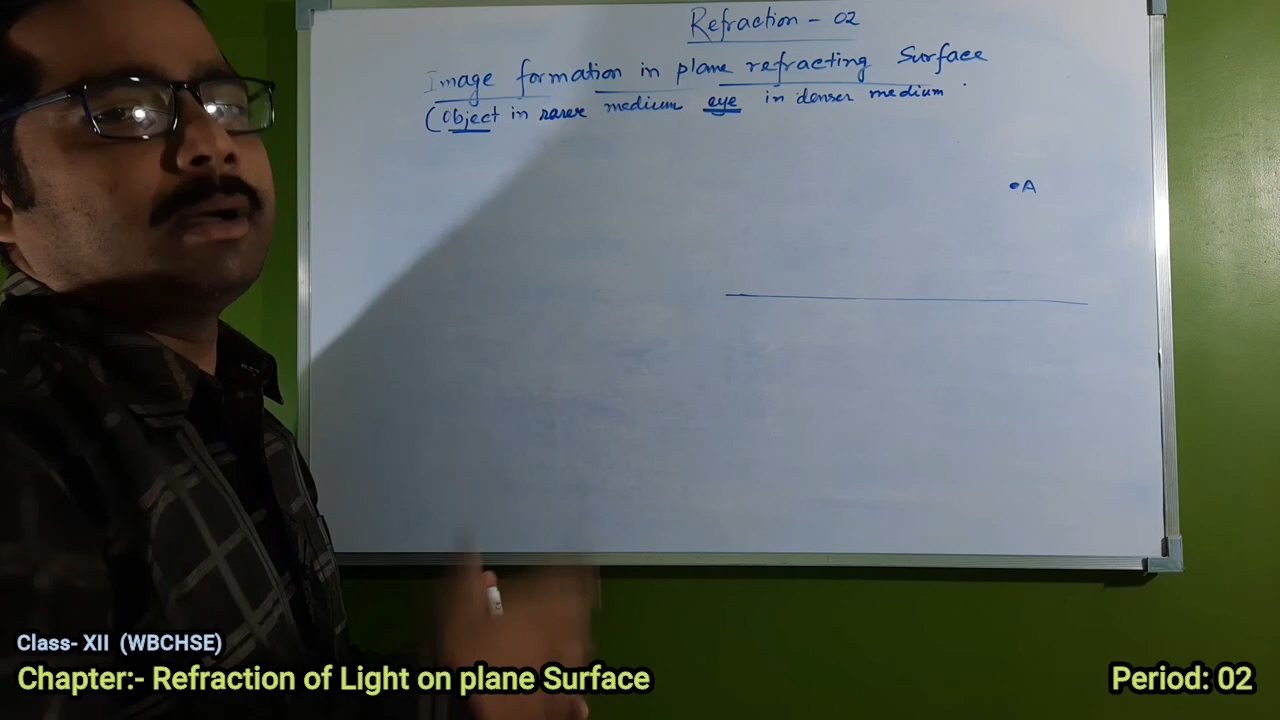 Refraction - 02
Image formation in plane refracting Surface
(Object in rarer medium eye in denser medium
•A
Class- XII (WBCHSE)
Chapter:- Refraction of Light on plane Surface
Period: 02